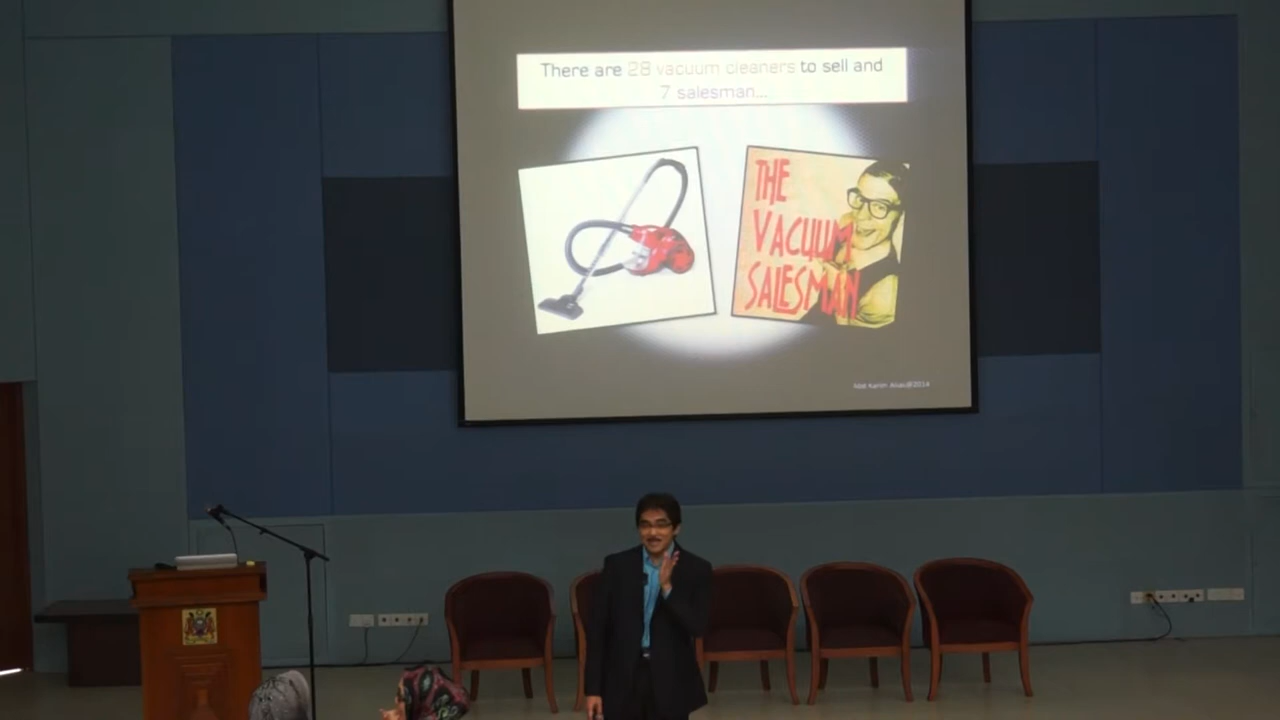 There are 28 vacuum cleaners to sell and
7 salesman...
THE
VACUUM
SALESMAN